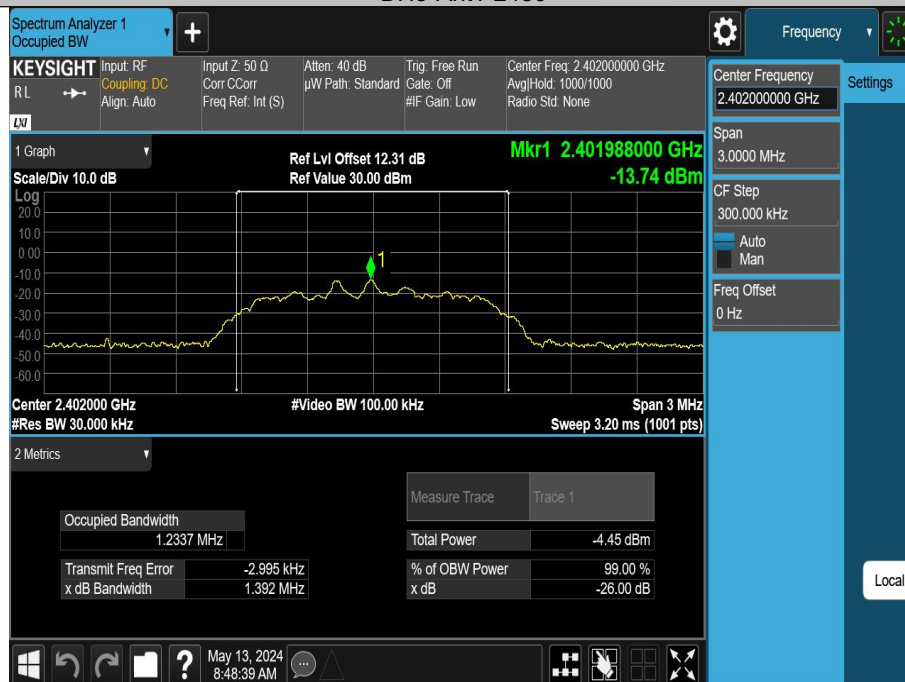 Spectrum Analyzer 1
Occupied BW
Frequency
KEYSIGHT
RL
LXI
Input: RF
Coupling: DC
Align: Auto
Input Z: 50 Ω
Corr CCorr
Freq Ref: Int (S)
Atten: 40 dB
µW Path: Standard
Trig: Free Run
Gate: Off
#IF Gain: Low
Center Freq: 2.402000000 GHz
Avg|Hold: 1000/1000
Radio Std: None
Center Frequency
2.402000000 GHz
Settings
Span
3.0000 MHz
CF Step
300.000 kHz
Auto
Man
Freq Offset
0 Hz
1 Graph
Scale/Div 10.0 dB
Ref Lvl Offset 12.31 dB
Ref Value 30.00 dBm
Mkr1 2.401988000 GHz
-13.74 dBm
Log
20.0
10.0
0.00
-10.0
-20.0
-30.0
-40.0
-50.0
-60.0
1
Center 2.402000 GHz
#Res BW 30.000 kHz
#Video BW 100.00 kHz
Span 3 MHz
Sweep 3.20 ms (1001 pts)
2 Metrics
Measure Trace
Trace 1
Occupied Bandwidth
1.2337 MHz
Total Power
-4.45 dBm
Transmit Freq Error
-2.995 kHz
% of OBW Power
99.00 %
x dB Bandwidth
1.392 MHz
x dB
-26.00 dB
Local
?
May 13, 2024
8:48:39 AM